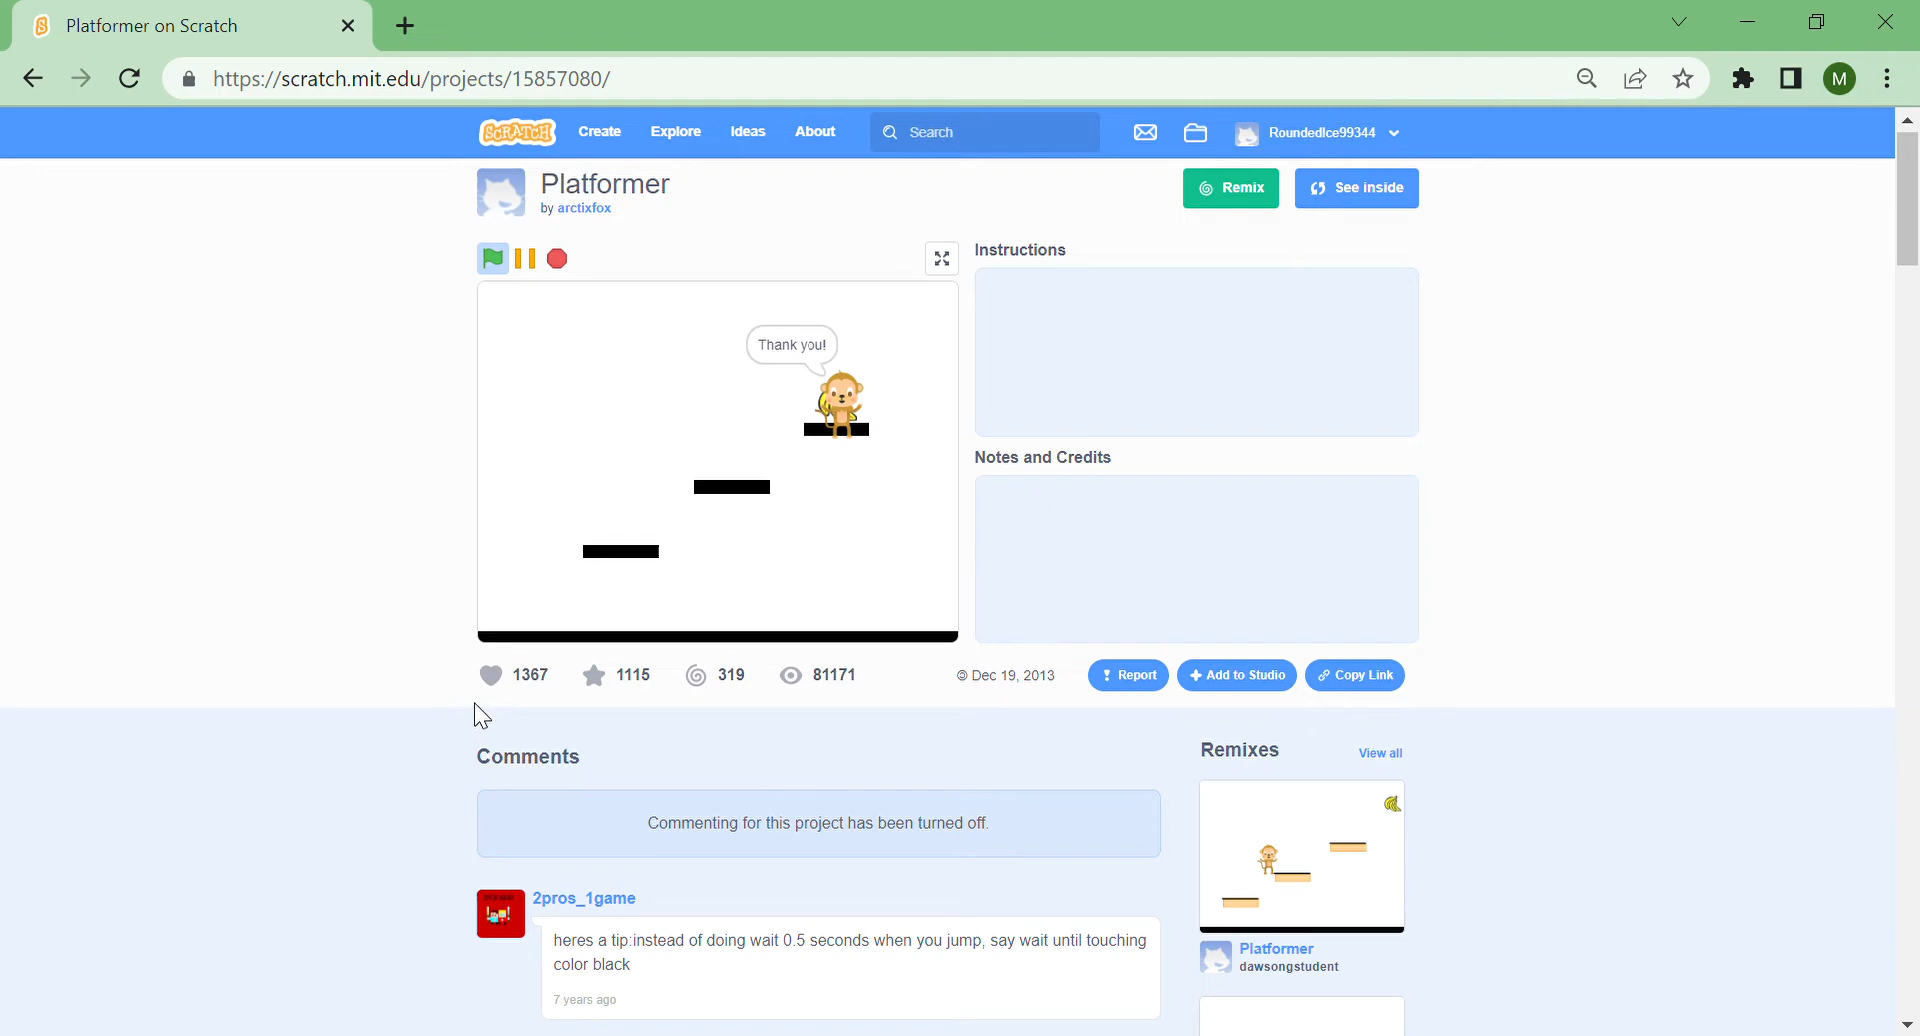 Platformer on Scratch
https://scratch.mit.edu/projects/15857080/
M
SCRATCH
Create
Explore
Ideas
About
Search
RoundedIce99344
Platformer
by arctixfox
Remix
See inside
Instructions
Thank you!
Notes and Credits
1367
1115
319
81171
© Dec 19, 2013
Report
Add to Studio
Copy Link
Comments
Commenting for this project has been turned off.
2pros_1game
heres a tip:instead of doing wait 0.5 seconds when you jump, say wait until touching
color black
7 years ago
Remixes
View all
Platformer
dawsongstudent